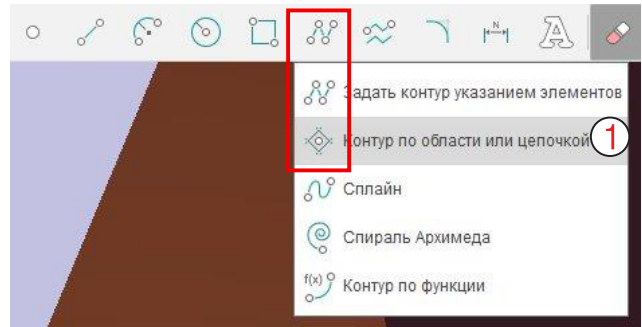 N
A
Задать контур указанием элементов
Контур по области или цепочкой 1
Сплайн
Спираль Архимеда
f(x) Контур по функции